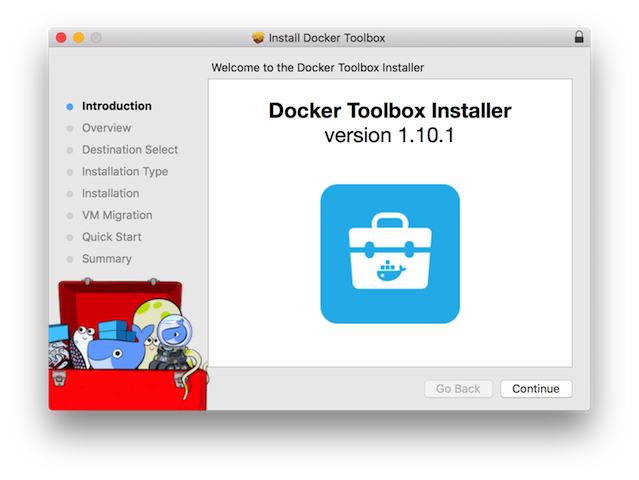 Install Docker Toolbox
Welcome to the Docker Toolbox Installer
Introduction
Overview
Destination Select
Installation Type
Installation
VM Migration
Quick Start
Summary
Docker Toolbox Installer
version 1.10.1
Go Back
Continue